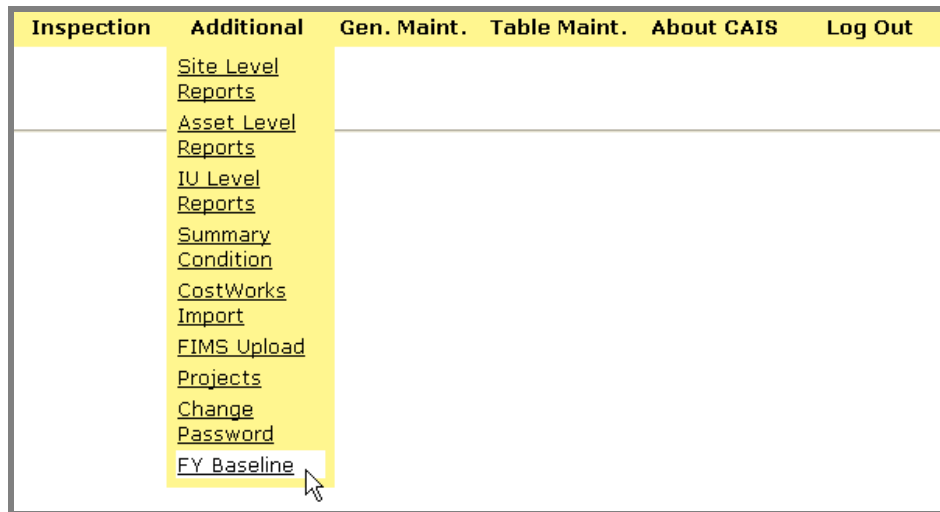 Inspection Additional Gen. Maint. Table Maint. About CAIS Log Out
Site Level
Reports
Asset Level
Reports
IU Level
Reports
Summary
Condition
CostWorks
Import
FIMS Upload
Projects
Change
Password
FY Baseline